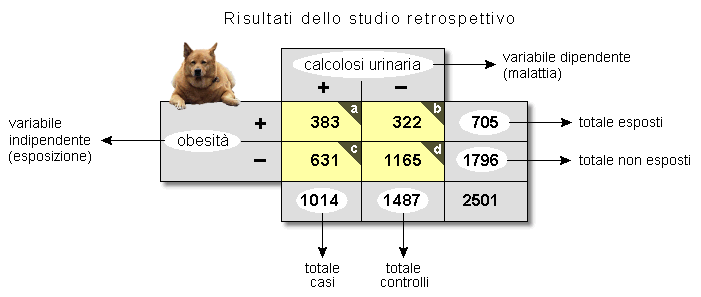 Risultati dello studio retrospettivo
calcolosi urinaria
variabile dipendente
(malattia)
+ −
variabile
indipendente
(esposizione)
obesità
+ 383 a 322 b 705
totale esposti
− 631 c 1165 d 1796
totale non esposti
1014 1487 2501
totale
casi
totale
controlli